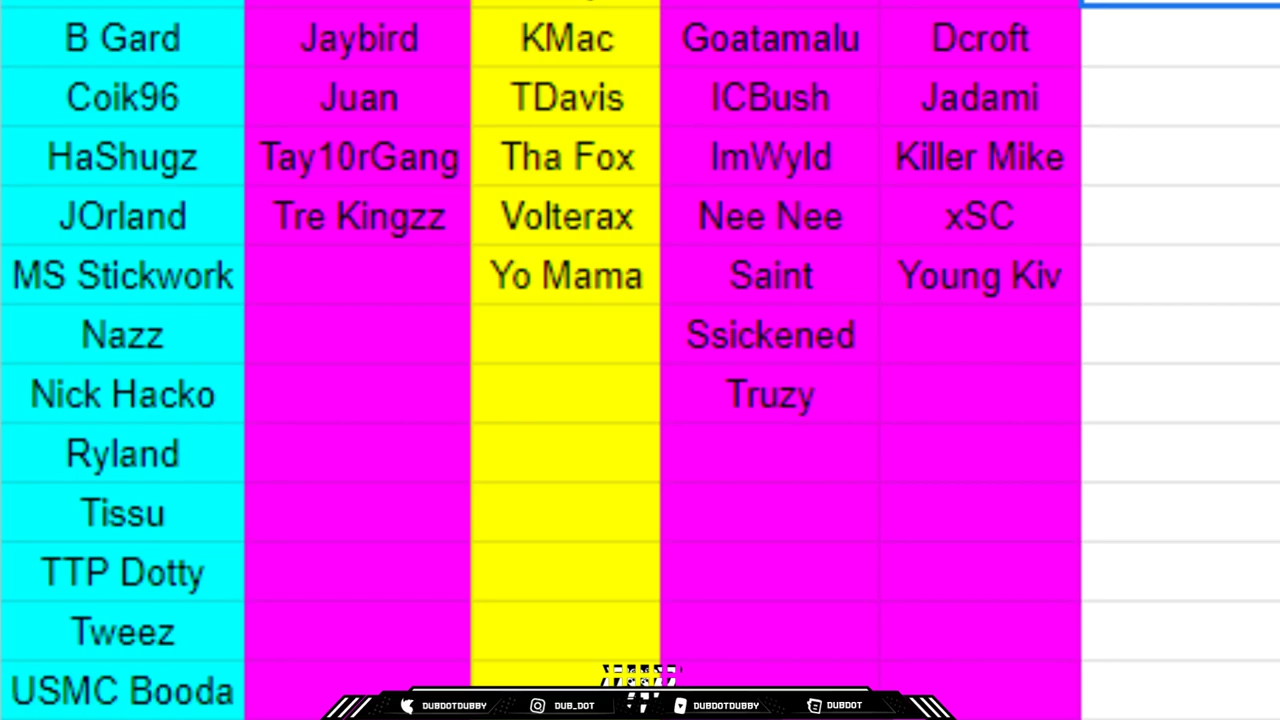 B Gard Jaybird KMac Goatamalu Dcroft
Coik96 Juan TDavis ICBush Jadami
HaShugz Tay10rGang Tha Fox ImWyld Killer Mike
JOrland Tre Kingzz Volterax Nee Nee xSC
MS Stickwork Yo Mama Saint Young Kiv
Nazz Ssickened
Nick Hacko Truzy
Ryland
Tissu
TTP Dotty
Tweez
USMC Booda
DUBDOTDUBBY DUB_DOT DUBDOTDUBBY DUBDOT